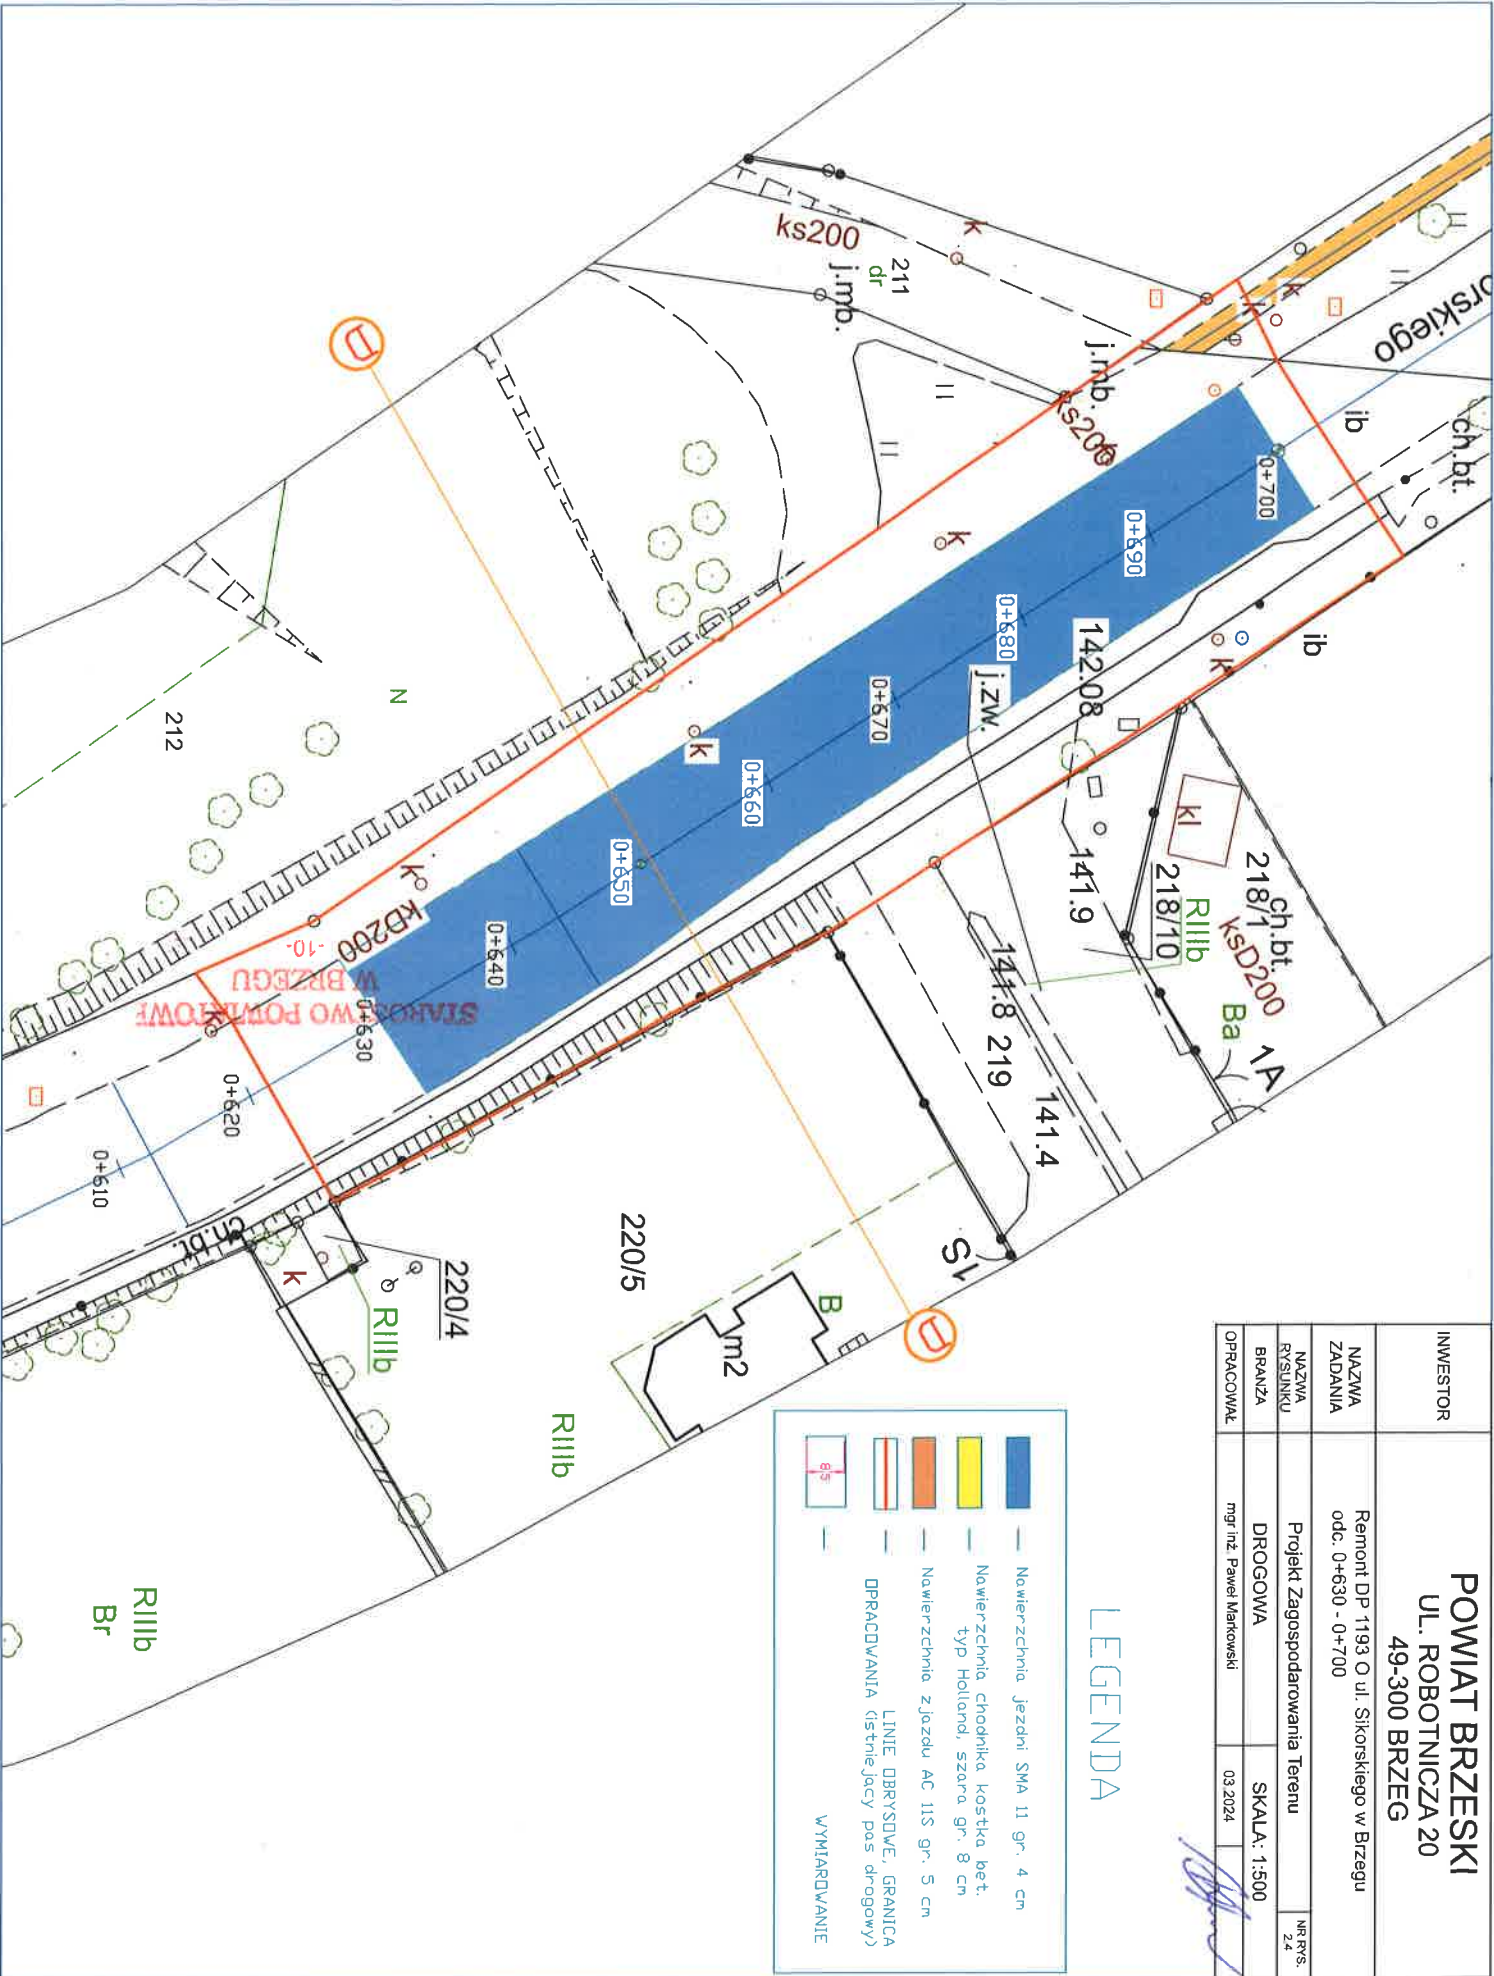 INWESTOR
POWIAT BRZESKI
UL. ROBOTNICZA 20
49-300 BRZEG
NAZWA
ZADANIA
Remont DP 1193 O ul. Sikorskiego w Brzegu
odc. 0+630 - 0+700
NAZWA
RYSUNKU
Projekt Zagospodarowania Terenu
NR RYS.
2.4
BRANŻA
DROGOWA
SKALA: 1:500
OPRACOWAŁ
mgr inż. Paweł Markowski
03.2024
LEGENDA
Nawierzchnia jezdni SMA 11 gr. 4 cm
Nawierzchnia chodnika kostka bet.
typ Holland, szara gr. 8 cm
Nawierzchnia zjazdu AC 11S gr. 5 cm
LINIE OBRYSOWE, GRANICA
OPRACOWANIA (istniejący pas drogowy)
8.5
WYMIAROWANIE
orskiego
ch.bt.
ib
ib
k
k
k
k
k
k
k
k
k
k
ks200
211
dr
j.mb.
j.mb.
ks200
0+700
0+690
0+680
0+670
0+660
0+650
0+640
0+630
0+620
0+610
142.08
j.zw.
141.9
141.8
141.4
kl
218/1
ch.bt.
ksD200
218/10
RIIIb
Ba
1A
219
1S
D
D
N
212
kD200
-10-
STAROSTWO POWIATOWE
W BRZEGU
220/5
220/4
RIIIb
ch.bt.
B
m2
RIIIb
RIIIb
Br